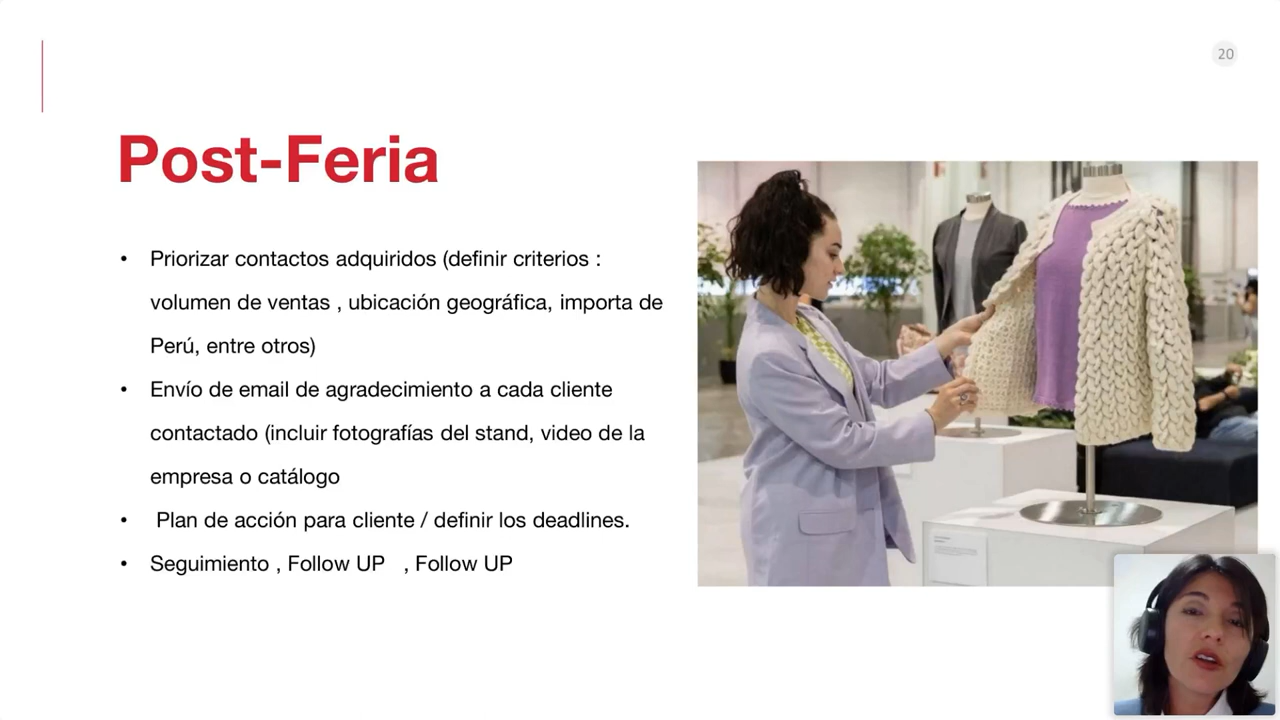 20
Post-Feria
• Priorizar contactos adquiridos (definir criterios :
volumen de ventas , ubicación geográfica, importa de
Perú, entre otros)
• Envío de email de agradecimiento a cada cliente
contactado (incluir fotografías del stand, video de la
empresa o catálogo
• Plan de acción para cliente / definir los deadlines.
• Seguimiento , Follow UP , Follow UP